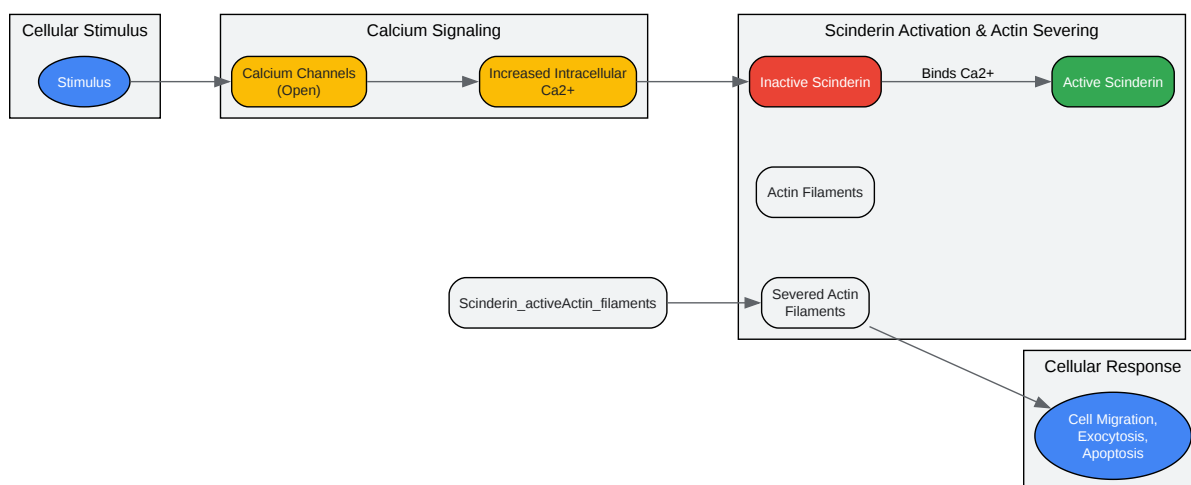 Cellular Stimulus
Stimulus
Calcium Signaling
Calcium Channels
(Open)
Increased Intracellular
Ca2+
Scinderin Activation & Actin Severing
Inactive Scinderin
Binds Ca2+
Active Scinderin
Actin Filaments
Scinderin_activeActin_filaments
Severed Actin
Filaments
Cellular Response
Cell Migration,
Exocytosis,
Apoptosis